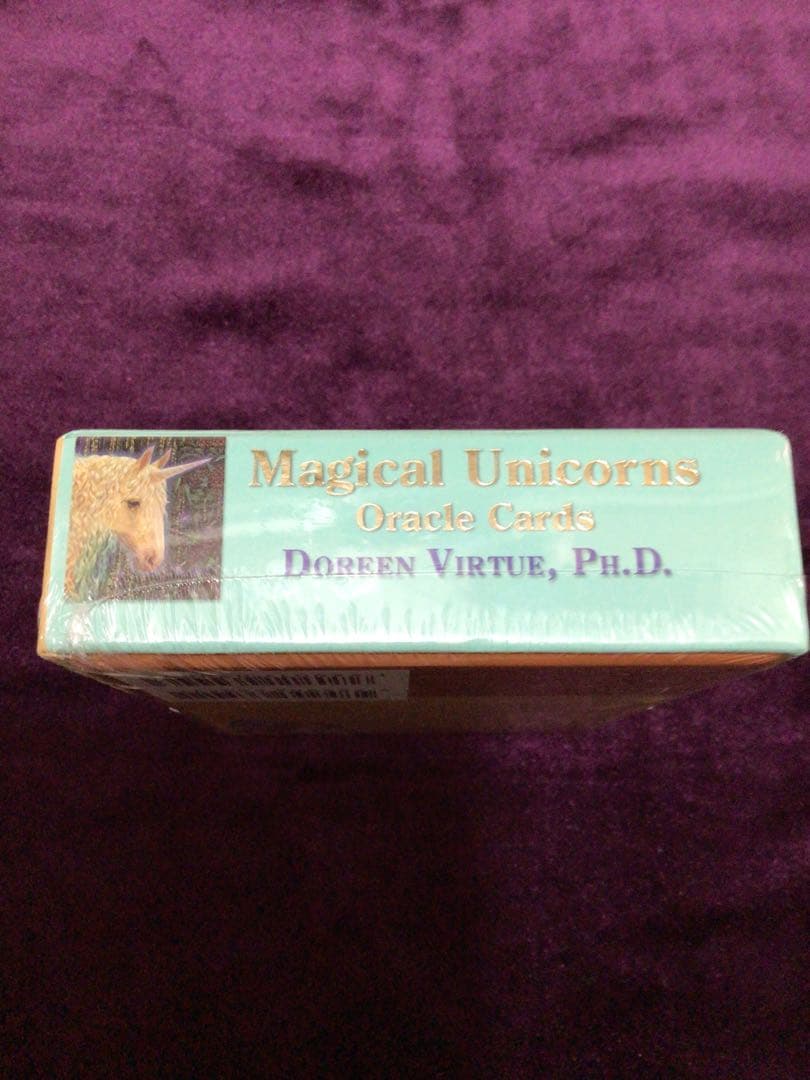 Magical Unicorns
Oracle Cards
DOREEN VIRTUE, PH.D.